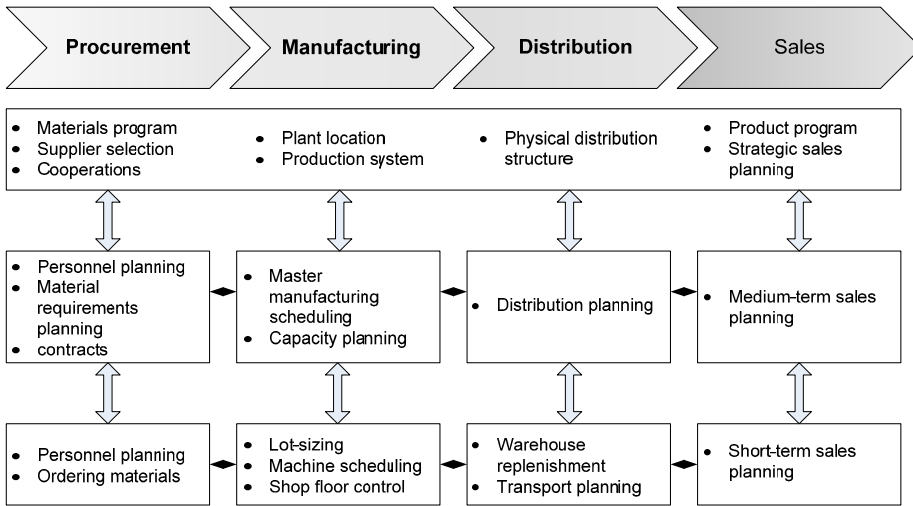 Procurement
Manufacturing
Distribution
Sales
• Materials program
• Supplier selection
• Cooperations
• Plant location
• Production system
• Physical distribution
structure
• Product program
• Strategic sales
planning
• Personnel planning
• Material
requirements
planning
• contracts
• Master
manufacturing
scheduling
• Capacity planning
• Distribution planning
• Medium-term sales
planning
• Personnel planning
• Ordering materials
• Lot-sizing
• Machine scheduling
• Shop floor control
• Warehouse
replenishment
• Transport planning
• Short-term sales
planning